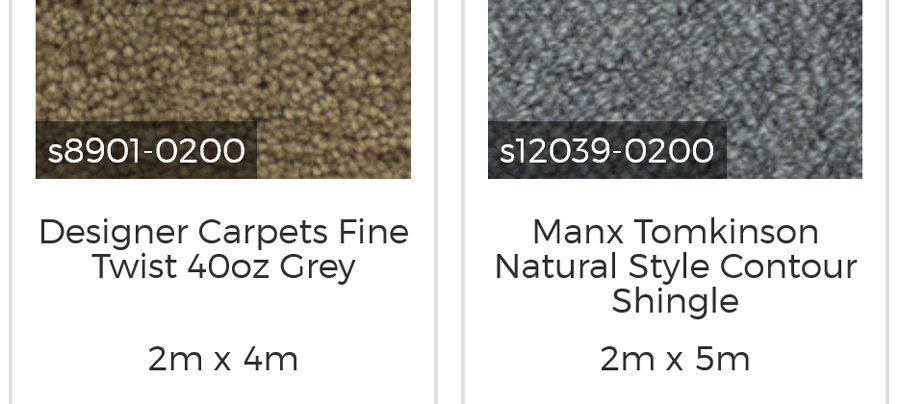 s8901-0200
Designer Carpets Fine
Twist 40oz Grey
2m x 4m
s12039-0200
Manx Tomkinson
Natural Style Contour
Shingle
2m x 5m